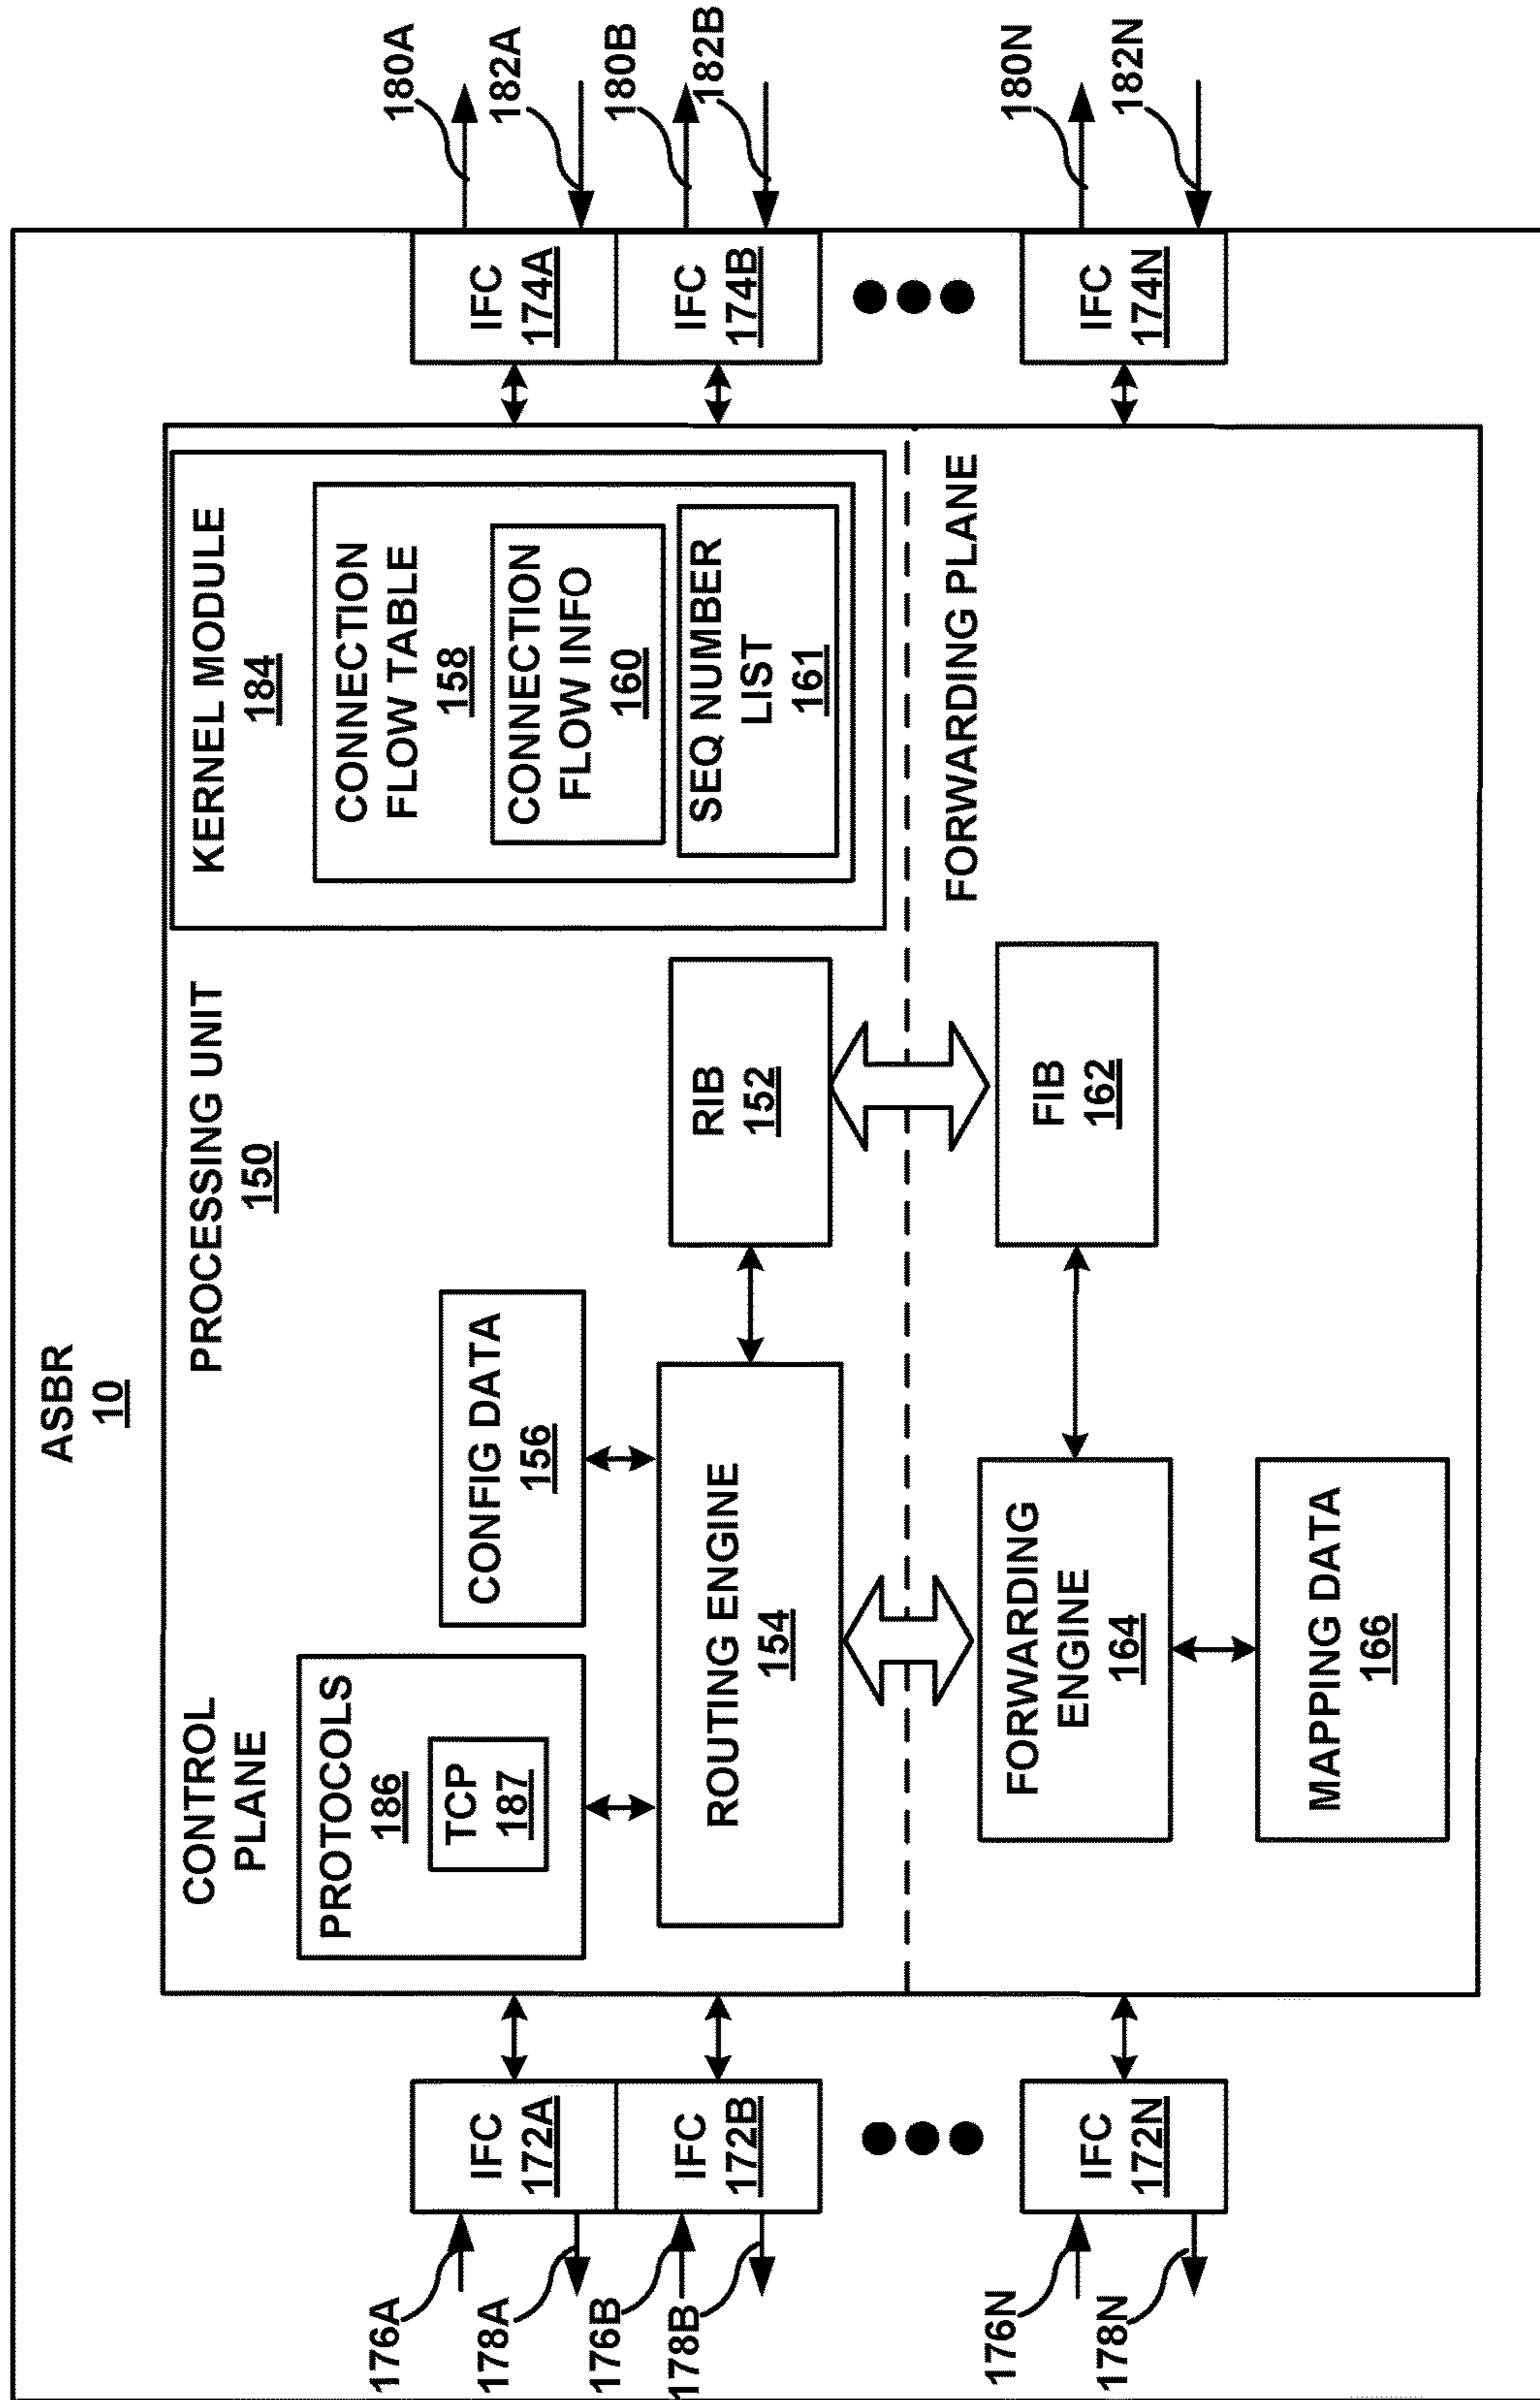 ASBR
10
PROCESSING UNIT
150
CONTROL
PLANE
PROTOCOLS
186
TCP
187
CONFIG DATA
156
ROUTING ENGINE
154
RIB
152
KERNEL MODULE
184
CONNECTION
FLOW TABLE
158
CONNECTION
FLOW INFO
160
SEQ NUMBER
LIST
161
FORWARDING PLANE
FORWARDING
ENGINE
164
FIB
162
MAPPING DATA
166
IFC
172A
IFC
172B
IFC
172N
176A
178A
176B
178B
176N
178N
IFC
174A
IFC
174B
IFC
174N
180A
182A
180B
182B
180N
182N